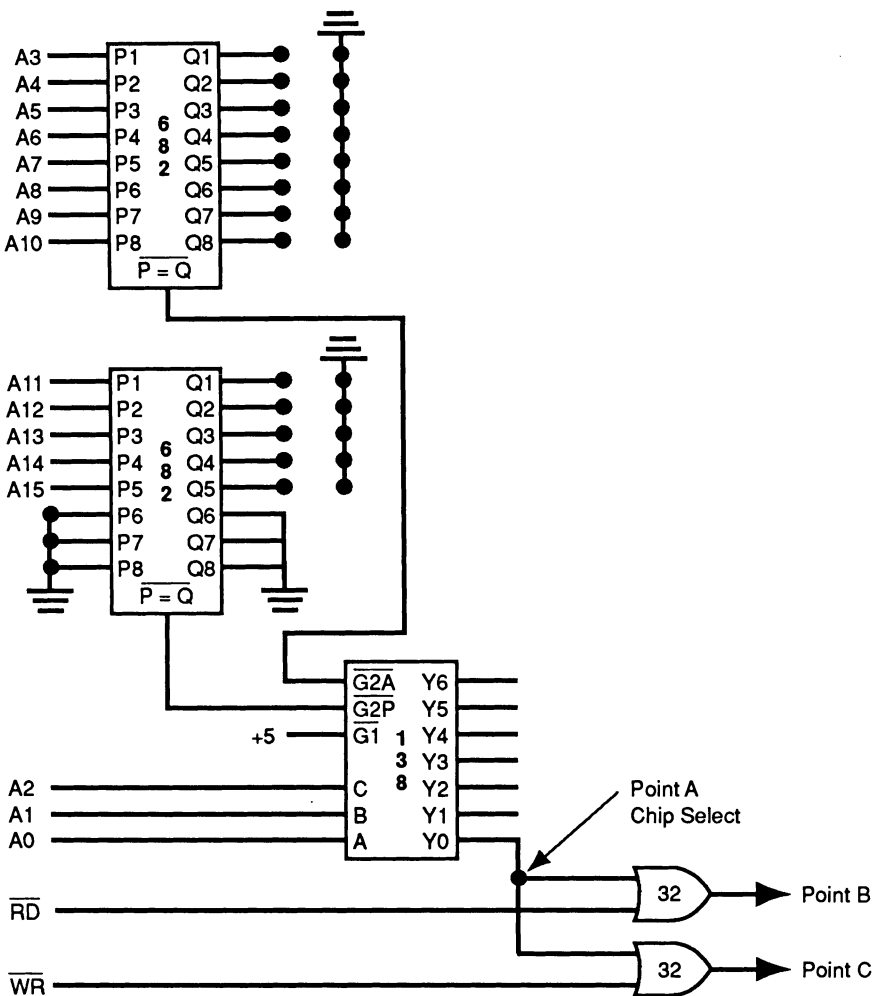 A3 P1 Q1
A4 P2 Q2
A5 P3 Q3
A6 P4 6 Q4
A7 P5 8 Q5
A8 P6 2 Q6
A9 P7 Q7
A10 P8 Q8
P = Q
A11 P1 Q1
A12 P2 Q2
A13 P3 Q3
A14 P4 6 Q4
A15 P5 8 Q5
P6 2 Q6
P7 Q7
P8 Q8
P = Q
G2A Y6
G2P Y5
+5 G1 1 Y4
3 Y3
A2 C 8 Y2
A1 B Y1
A0 A Y0
Point A
Chip Select
32 Point B
RD
32 Point C
WR